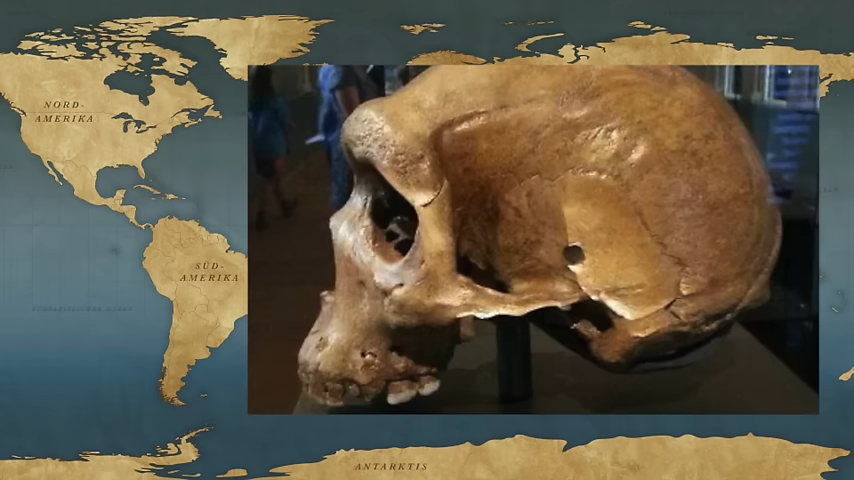 NORD-
AMERIKA
SÜD-
AMERIKA
ANTARKTIS